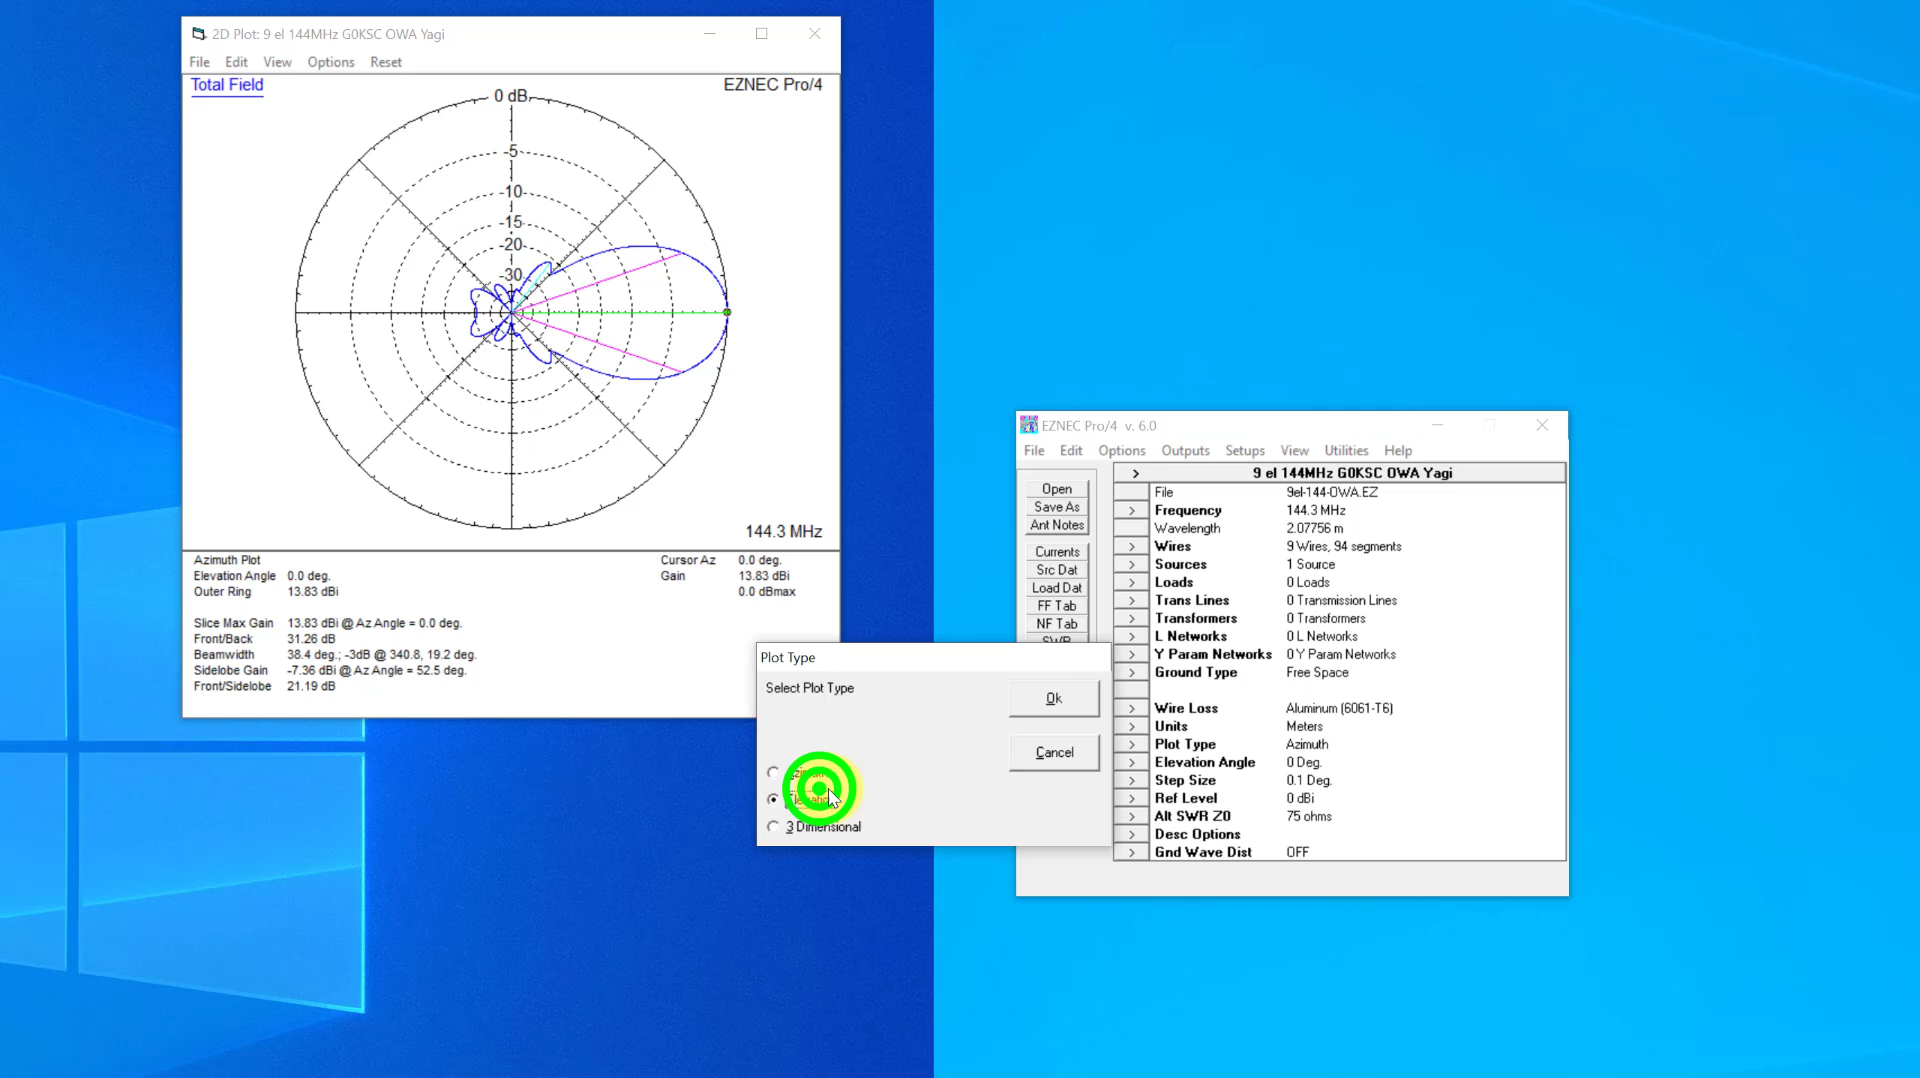 2D Plot: 9 el 144MHz G0KSC OWA Yagi
File Edit View Options Reset
Total Field
EZNEC Pro/4
0 dB
-5
-10
-15
-20
-30
144.3 MHz
Azimuth Plot
Elevation Angle 0.0 deg.
Outer Ring 13.83 dBi
Cursor Az 0.0 deg.
Gain 13.83 dBi
0.0 dBmax
Slice Max Gain 13.83 dBi @ Az Angle = 0.0 deg.
Front/Back 31.26 dB
Beamwidth 38.4 deg.; -3dB @ 340.8, 19.2 deg.
Sidelobe Gain -7.36 dBi @ Az Angle = 52.5 deg.
Front/Sidelobe 21.19 dB
Plot Type
Select Plot Type
Ok
Cancel
3 Dimensional
EZNEC Pro/4 v. 6.0
File Edit Options Outputs Setups View Utilities Help
Open
Save As
Ant Notes
Currents
Src Dat
Load Dat
FF Tab
NF Tab
SWR
> 9 el 144MHz G0KSC OWA Yagi
File 9el-144-OWA.EZ
> Frequency 144.3 MHz
Wavelength 2.07756 m
> Wires 9 Wires, 94 segments
> Sources 1 Source
> Loads 0 Loads
> Trans Lines 0 Transmission Lines
> Transformers 0 Transformers
> L Networks 0 L Networks
> Y Param Networks 0 Y Param Networks
> Ground Type Free Space
> Wire Loss Aluminum (6061-T6)
> Units Meters
> Plot Type Azimuth
> Elevation Angle 0 Deg.
> Step Size 0.1 Deg.
> Ref Level 0 dBi
> Alt SWR Z0 75 ohms
> Desc Options
> Gnd Wave Dist OFF